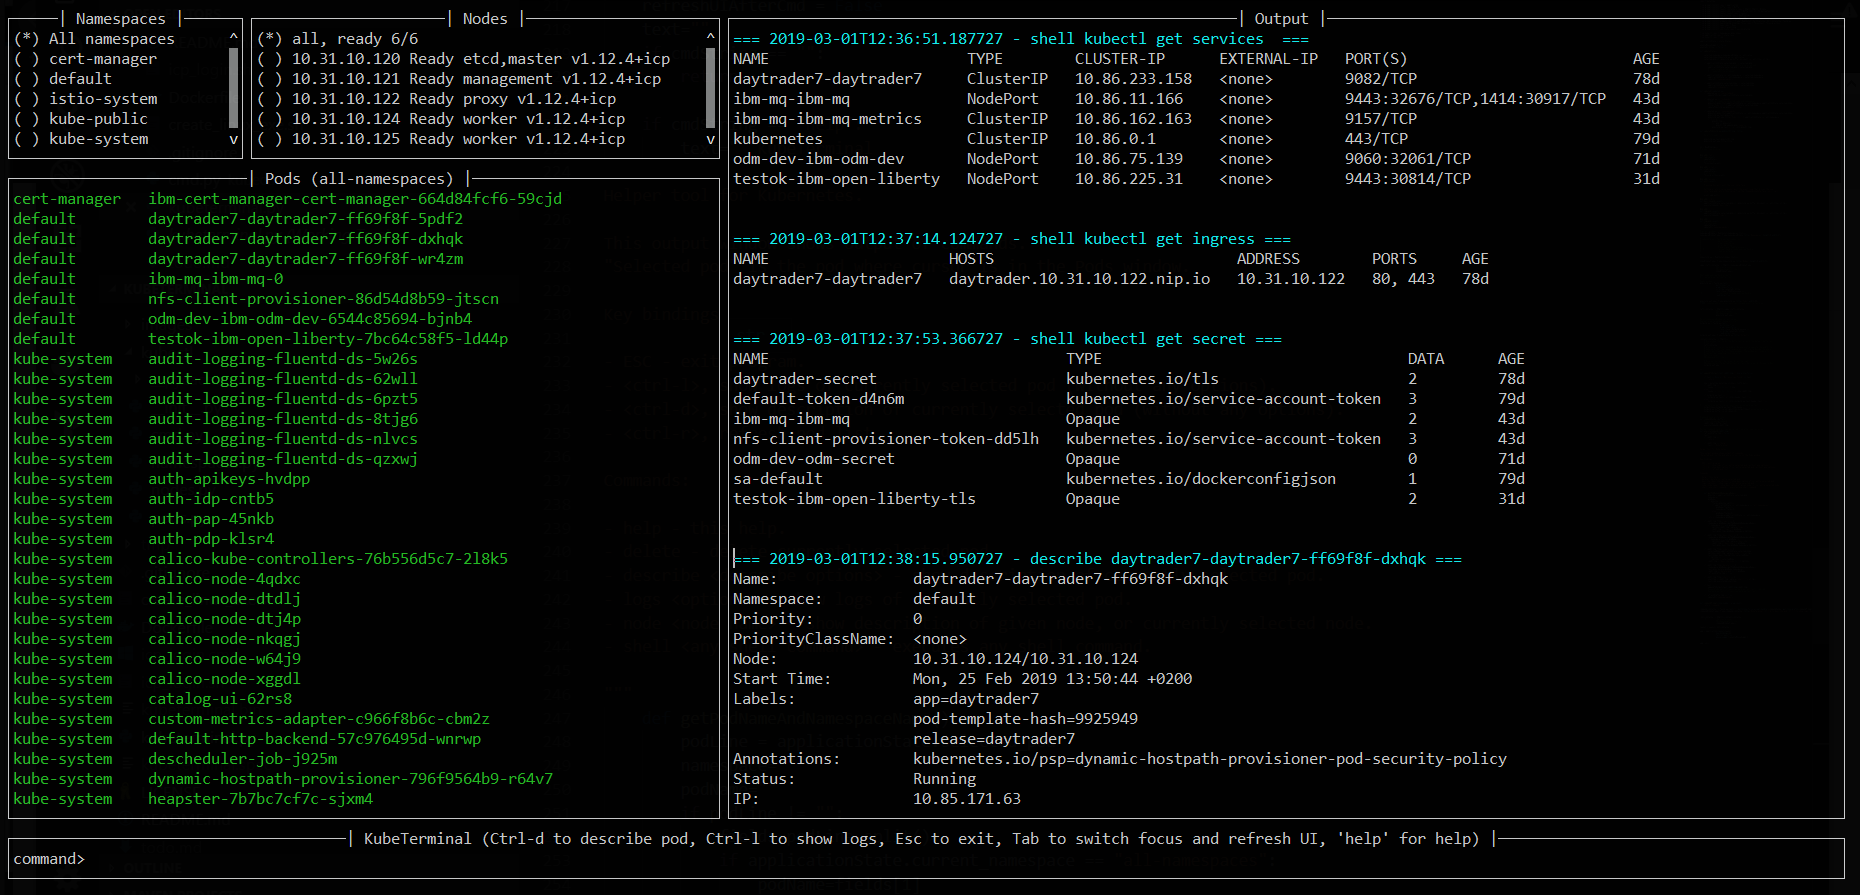 Namespaces
(*) All namespaces ^
( ) cert-manager
( ) default
( ) istio-system
( ) kube-public
( ) kube-system v
Nodes
(*) all, ready 6/6 ^
( ) 10.31.10.120 Ready etcd,master v1.12.4+icp
( ) 10.31.10.121 Ready management v1.12.4+icp
( ) 10.31.10.122 Ready proxy v1.12.4+icp
( ) 10.31.10.124 Ready worker v1.12.4+icp
( ) 10.31.10.125 Ready worker v1.12.4+icp v
Pods (all-namespaces)
cert-manager ibm-cert-manager-cert-manager-664d84fcf6-59cjd
default daytrader7-daytrader7-ff69f8f-5pdf2
default daytrader7-daytrader7-ff69f8f-dxhqk
default daytrader7-daytrader7-ff69f8f-wr4zm
default ibm-mq-ibm-mq-0
default nfs-client-provisioner-86d54d8b59-jtscn
default odm-dev-ibm-odm-dev-6544c85694-bjnb4
default testok-ibm-open-liberty-7bc64c58f5-ld44p
kube-system audit-logging-fluentd-ds-5w26s
kube-system audit-logging-fluentd-ds-62wll
kube-system audit-logging-fluentd-ds-6pzt5
kube-system audit-logging-fluentd-ds-8tjg6
kube-system audit-logging-fluentd-ds-nlvcs
kube-system audit-logging-fluentd-ds-qzxwj
kube-system auth-apikeys-hvdpp
kube-system auth-idp-cntb5
kube-system auth-pap-45nkb
kube-system auth-pdp-klsr4
kube-system calico-kube-controllers-76b556d5c7-2l8k5
kube-system calico-node-4qdxc
kube-system calico-node-dtdlj
kube-system calico-node-dtj4p
kube-system calico-node-nkqgj
kube-system calico-node-w64j9
kube-system calico-node-xggdl
kube-system catalog-ui-62rs8
kube-system custom-metrics-adapter-c966f8b6c-cbm2z
kube-system default-http-backend-57c976495d-wnrwp
kube-system descheduler-job-j925m
kube-system dynamic-hostpath-provisioner-796f9564b9-r64v7
kube-system heapster-7b7bc7cf7c-sjxm4
Output
=== 2019-03-01T12:36:51.187727 - shell kubectl get services ===
NAME TYPE CLUSTER-IP EXTERNAL-IP PORT(S) AGE
daytrader7-daytrader7 ClusterIP 10.86.233.158 <none> 9082/TCP 78d
ibm-mq-ibm-mq NodePort 10.86.11.166 <none> 9443:32676/TCP,1414:30917/TCP 43d
ibm-mq-ibm-mq-metrics ClusterIP 10.86.162.163 <none> 9157/TCP 43d
kubernetes ClusterIP 10.86.0.1 <none> 443/TCP 79d
odm-dev-ibm-odm-dev NodePort 10.86.75.139 <none> 9060:32061/TCP 71d
testok-ibm-open-liberty NodePort 10.86.225.31 <none> 9443:30814/TCP 31d
=== 2019-03-01T12:37:14.124727 - shell kubectl get ingress ===
NAME HOSTS ADDRESS PORTS AGE
daytrader7-daytrader7 daytrader.10.31.10.122.nip.io 10.31.10.122 80, 443 78d
=== 2019-03-01T12:37:53.366727 - shell kubectl get secret ===
NAME TYPE DATA AGE
daytrader-secret kubernetes.io/tls 2 78d
default-token-d4n6m kubernetes.io/service-account-token 3 79d
ibm-mq-ibm-mq Opaque 2 43d
nfs-client-provisioner-token-dd5lh kubernetes.io/service-account-token 3 43d
odm-dev-odm-secret Opaque 0 71d
sa-default kubernetes.io/dockerconfigjson 1 79d
testok-ibm-open-liberty-tls Opaque 2 31d
=== 2019-03-01T12:38:15.950727 - describe daytrader7-daytrader7-ff69f8f-dxhqk ===
Name: daytrader7-daytrader7-ff69f8f-dxhqk
Namespace: default
Priority: 0
PriorityClassName: <none>
Node: 10.31.10.124/10.31.10.124
Start Time: Mon, 25 Feb 2019 13:50:44 +0200
Labels: app=daytrader7
pod-template-hash=9925949
release=daytrader7
Annotations: kubernetes.io/psp=dynamic-hostpath-provisioner-pod-security-policy
Status: Running
IP: 10.85.171.63
KubeTerminal (Ctrl-d to describe pod, Ctrl-l to show logs, Esc to exit, Tab to switch focus and refresh UI, 'help' for help)
command>